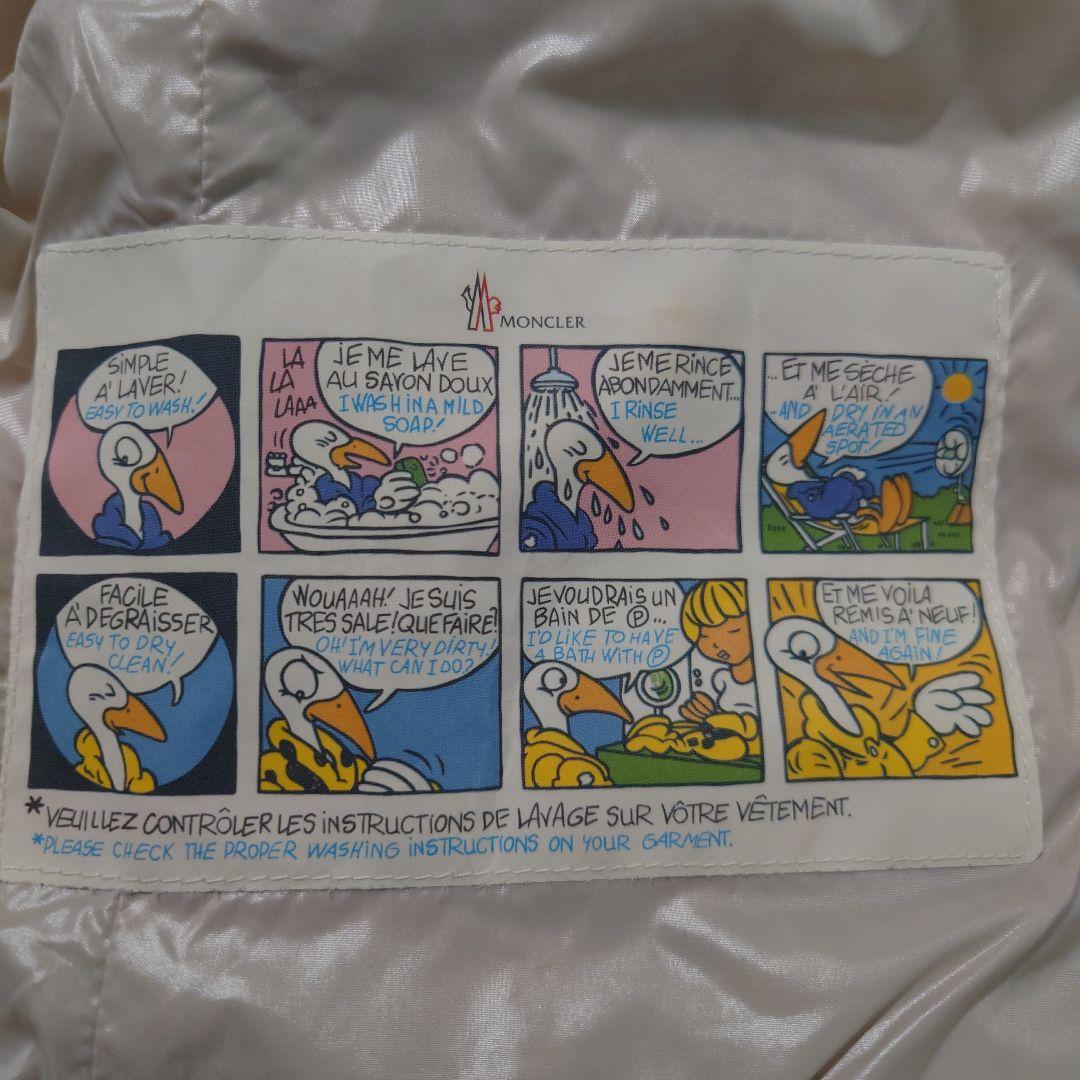 MONCLER
SIMPLE
A' LAVER!
EASY TO WASH!
LA
LA
LAAA
JE ME LAVE
AU SAVON DOUX
I WASH IN A MILD
SOAP!
JE ME RINCE
ABONDAMMENT...
I RINSE
WELL...
...ET ME SÈCHE
A' L'AIR!
...AND DRY IN AN
AERATED
SPOT!
FACILE
A' DEGRAISSER
EASY TO DRY
CLEAN!
WOUAAAH! JE SUIS
TRES SALE! QUE FAIRE?
OH! I'M VERY DIRTY!
WHAT CAN I DO?
JE VOUDRAIS UN
BAIN DE Ⓟ...
I'D LIKE TO HAVE
A BATH WITH Ⓟ
ET ME VOILA
REMIS A' NEUF!
AND I'M FINE
AGAIN!
*VEUILLEZ CONTRÔLER LES INSTRUCTIONS DE LAVAGE SUR VÔTRE VÊTEMENT.
*PLEASE CHECK THE PROPER WASHING INSTRUCTIONS ON YOUR GARMENT.